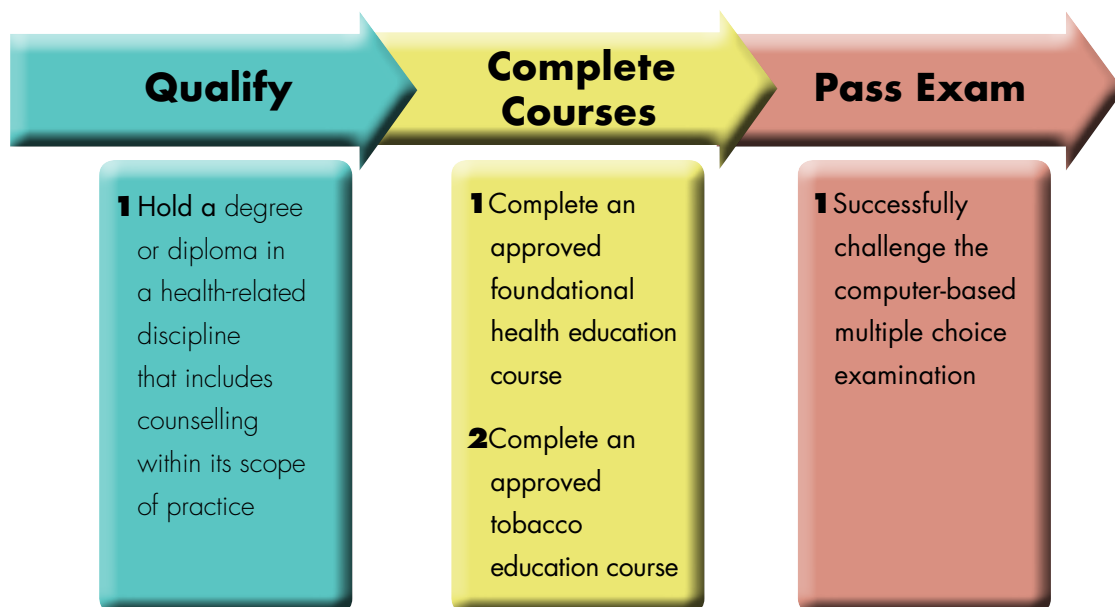 Qualify
Complete
Courses
Pass Exam
1 Hold a degree
or diploma in
a health-related
discipline
that includes
counselling
within its scope
of practice
1 Complete an
approved
foundational
health education
course
2 Complete an
approved
tobacco
education course
1 Successfully
challenge the
computer-based
multiple choice
examination